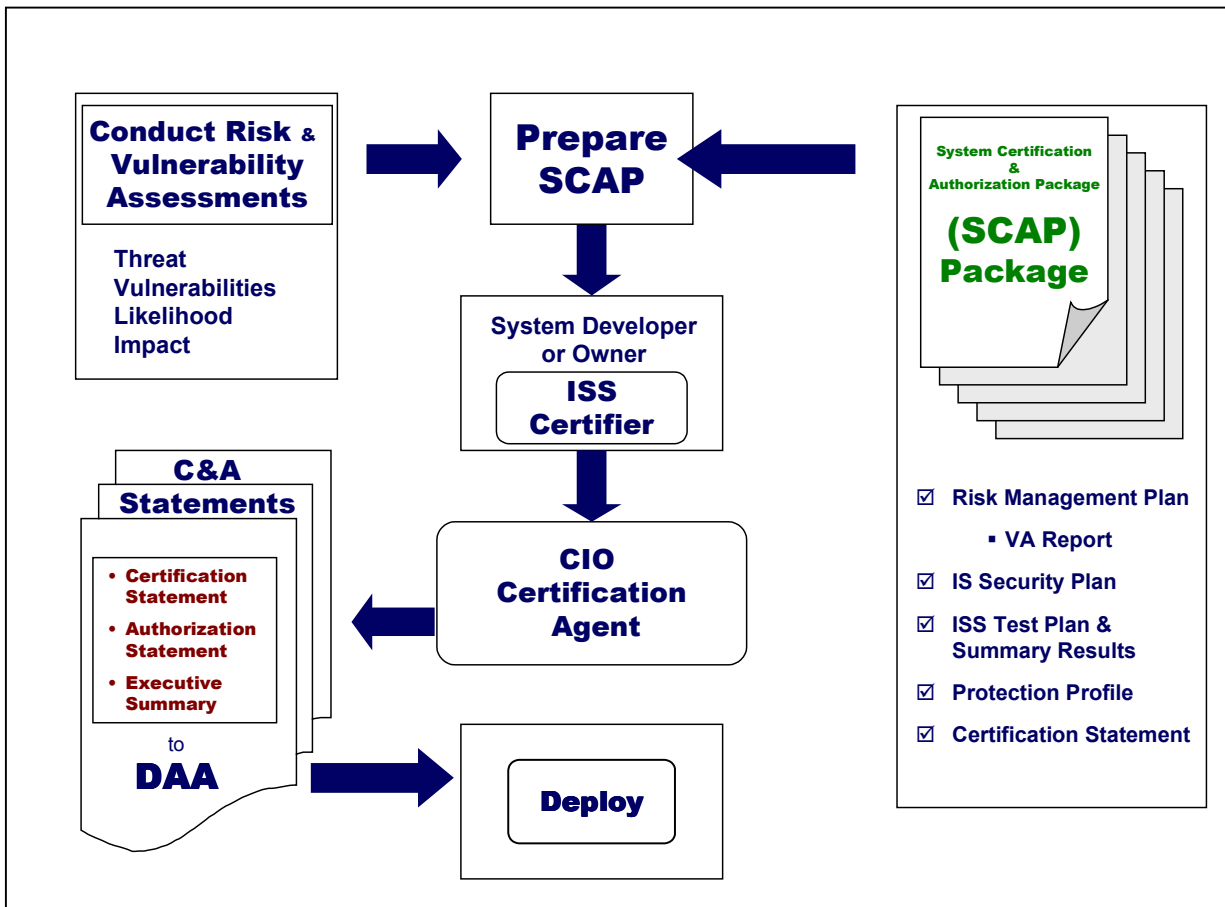 Conduct Risk &
Vulnerability
Assessments
Threat
Vulnerabilities
Likelihood
Impact
Prepare
SCAP
System Certification
&
Authorization Package
(SCAP)
Package
System Developer
or Owner
ISS
Certifier
CIO
Certification
Agent
C&A
Statements
• Certification
Statement
• Authorization
Statement
• Executive
Summary
to
DAA
Deploy
☑ Risk Management Plan
▪ VA Report
☑ IS Security Plan
☑ ISS Test Plan &
Summary Results
☑ Protection Profile
☑ Certification Statement